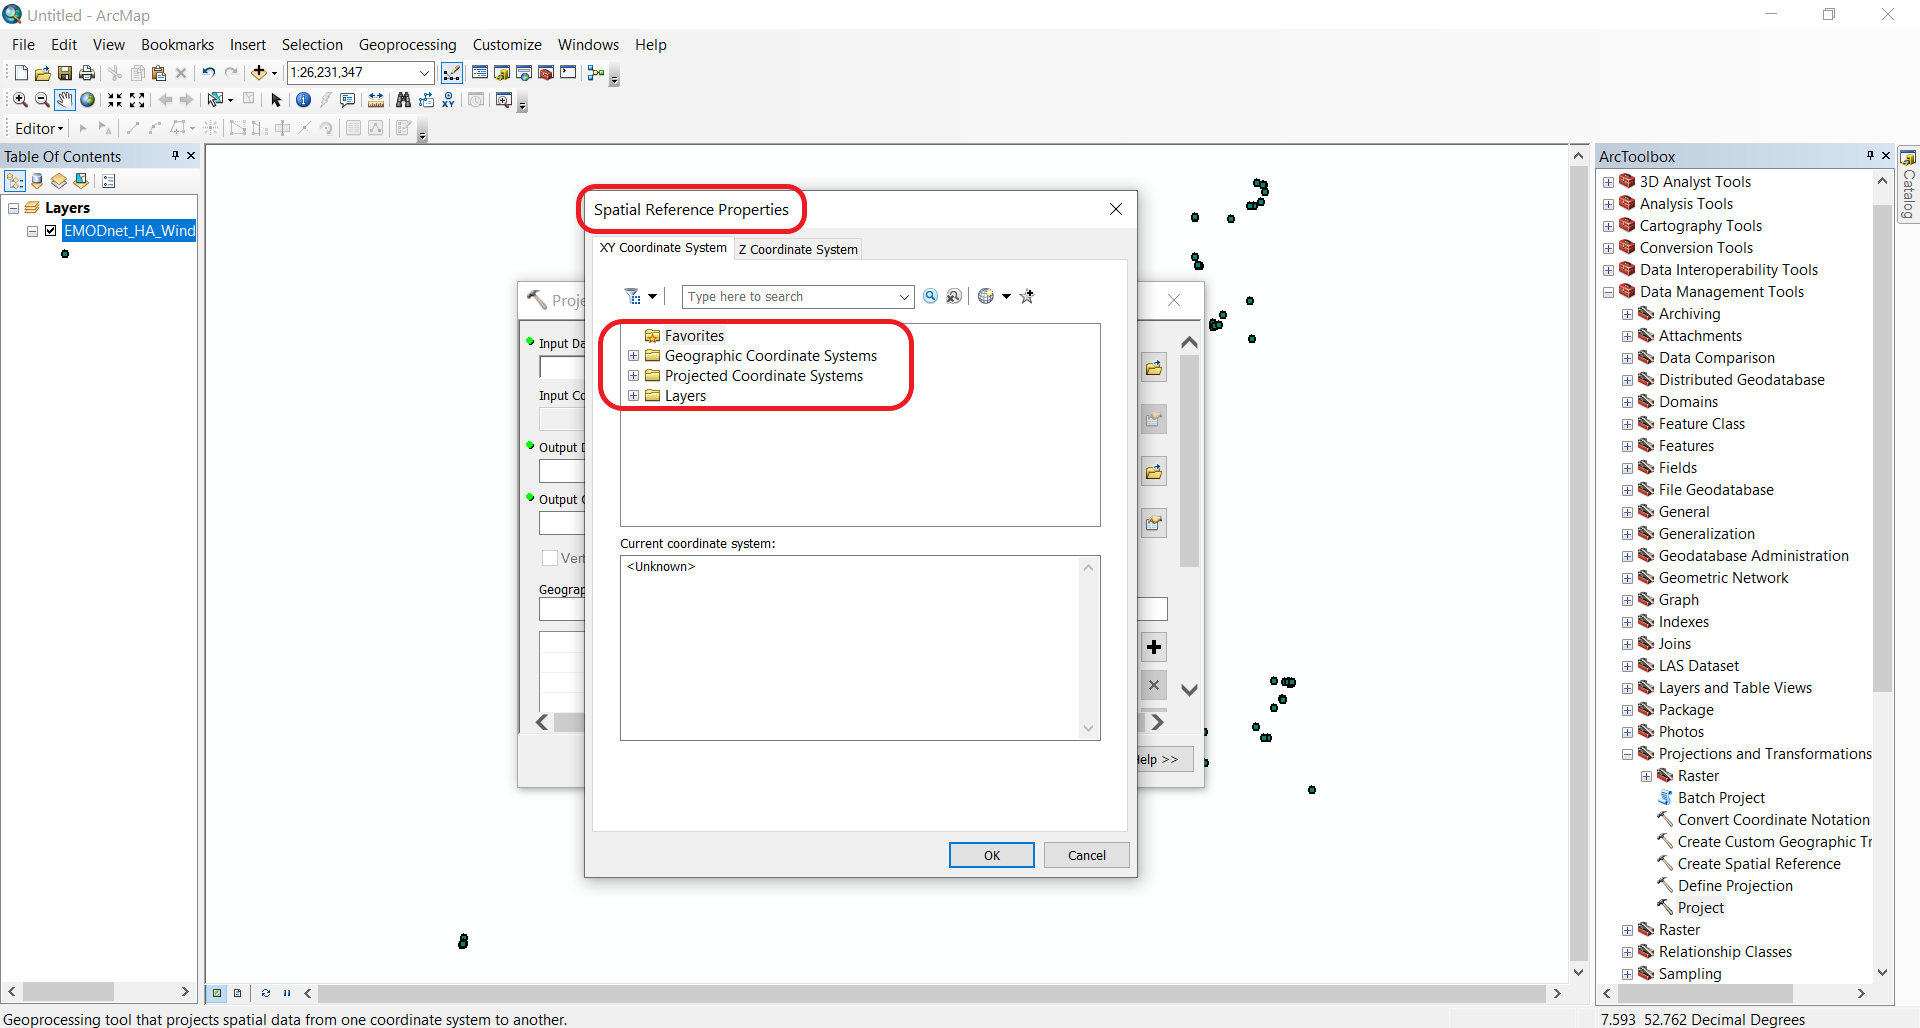 Untitled - ArcMap
File Edit View Bookmarks Insert Selection Geoprocessing Customize Windows Help
1:26,231,347
Editor
Table Of Contents
Layers
EMODnet_HA_Wind
Spatial Reference Properties
XY Coordinate System
Z Coordinate System
Type here to search
Favorites
Geographic Coordinate Systems
Projected Coordinate Systems
Layers
Current coordinate system:
<Unknown>
OK
Cancel
Input
Input
Output
Output
Help >>
ArcToolbox
3D Analyst Tools
Analysis Tools
Cartography Tools
Conversion Tools
Data Interoperability Tools
Data Management Tools
Archiving
Attachments
Data Comparison
Distributed Geodatabase
Domains
Feature Class
Features
Fields
File Geodatabase
General
Generalization
Geodatabase Administration
Geometric Network
Graph
Indexes
Joins
LAS Dataset
Layers and Table Views
Package
Photos
Projections and Transformations
Raster
Batch Project
Convert Coordinate Notation
Create Custom Geographic Tr
Create Spatial Reference
Define Projection
Project
Raster
Relationship Classes
Sampling
Catalog
Geoprocessing tool that projects spatial data from one coordinate system to another.
7.593 52.762 Decimal Degrees